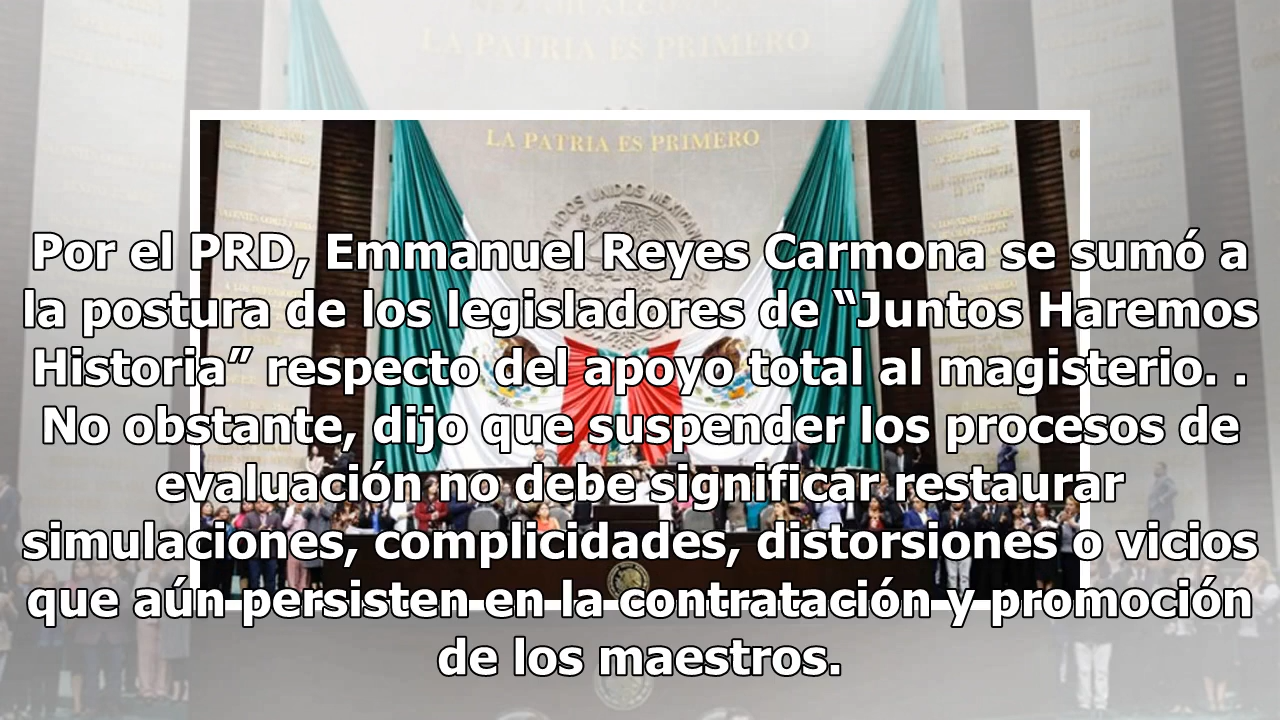 LA PATRIA ES PRIMERO
LA PATRIA ES PRIMERO
ESTADOS UNIDOS MEXICANOS
Por el PRD, Emmanuel Reyes Carmona se sumó a
la postura de los legisladores de “Juntos Haremos
Historia” respecto del apoyo total al magisterio. .
No obstante, dijo que suspender los procesos de
evaluación no debe significar restaurar
simulaciones, complicidades, distorsiones o vicios
que aún persisten en la contratación y promoción
de los maestros.